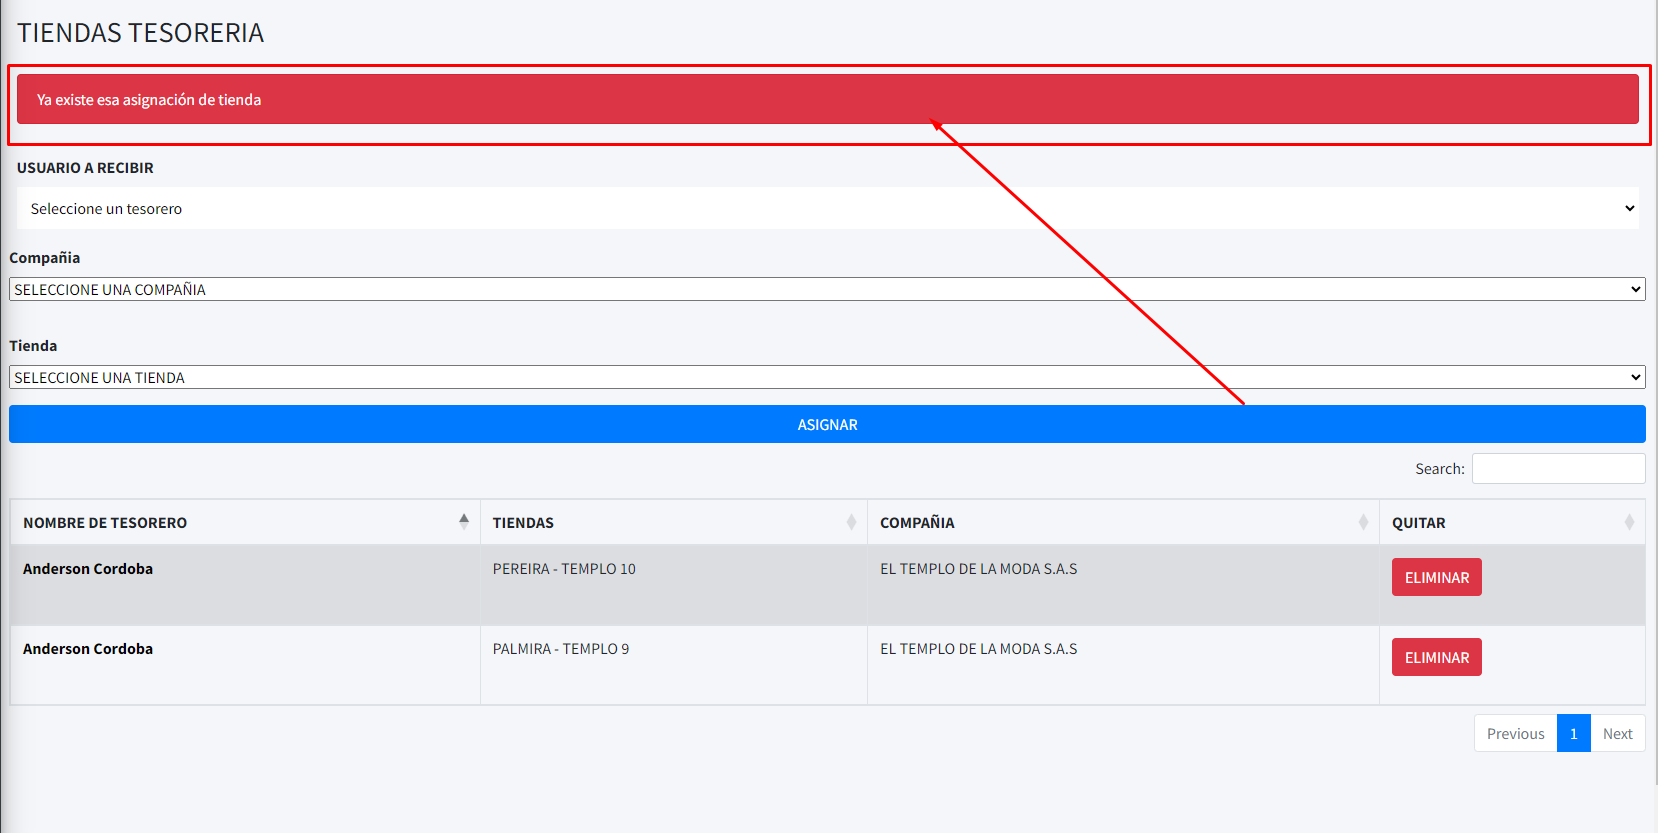 TIENDAS TESORERIA
Ya existe esa asignación de tienda
USUARIO A RECIBIR
Seleccione un tesorero
Compañia
SELECCIONE UNA COMPAÑIA
Tienda
SELECCIONE UNA TIENDA
ASIGNAR
Search:
NOMBRE DE TESORERO TIENDAS COMPAÑIA QUITAR
Anderson Cordoba PEREIRA - TEMPLO 10 EL TEMPLO DE LA MODA S.A.S ELIMINAR
Anderson Cordoba PALMIRA - TEMPLO 9 EL TEMPLO DE LA MODA S.A.S ELIMINAR
Previous 1 Next